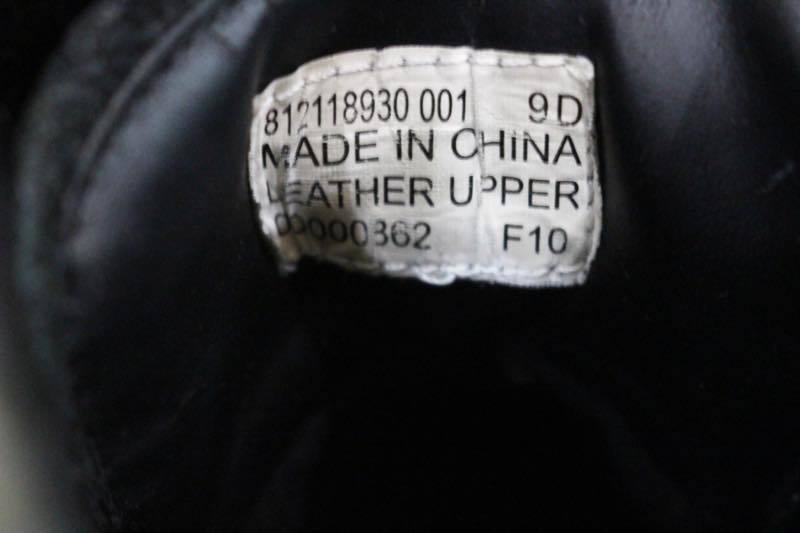 812118930 001 9D
MADE IN CHINA
LEATHER UPPER
00000362 F10